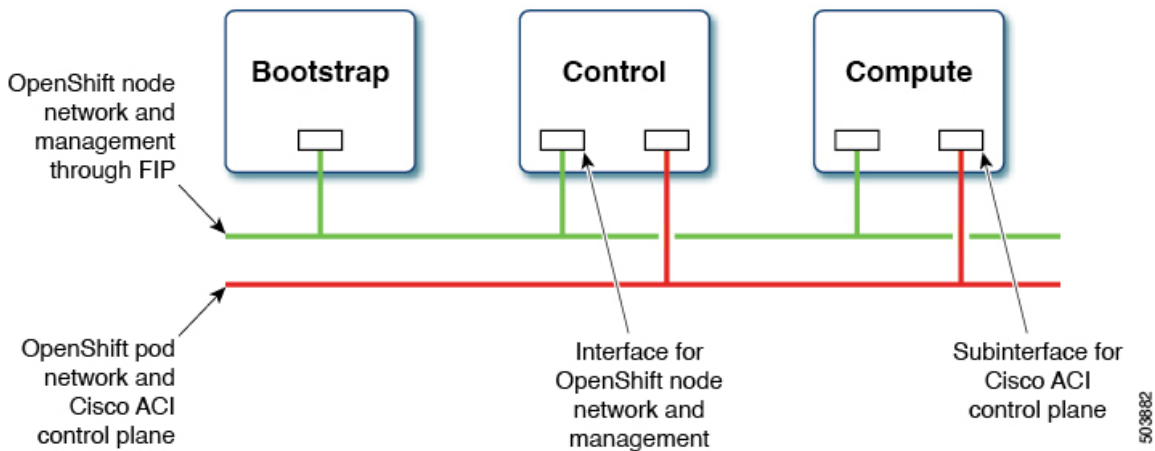 Bootstrap
Control
Compute
OpenShift node
network and
management
through FIP
OpenShift pod
network and
Cisco ACI
control plane
Interface for
OpenShift node
network and
management
Subinterface for
Cisco ACI
control plane
503882